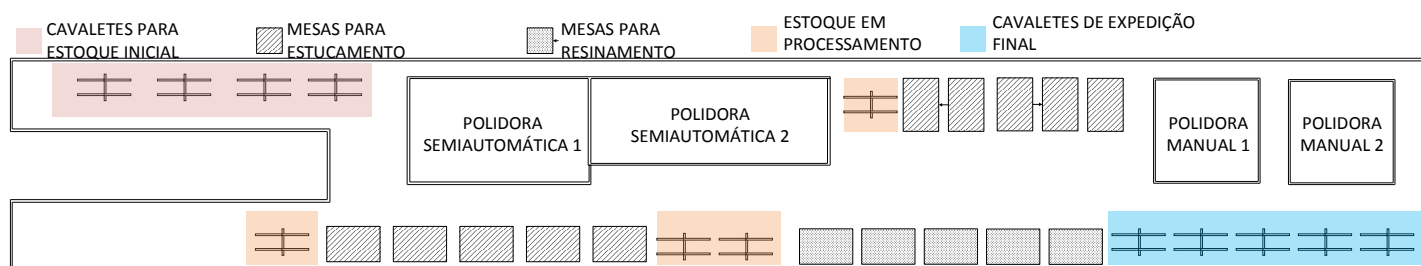 CAVALETES PARA
ESTOQUE INICIAL
MESAS PARA
ESTUCAMENTO
MESAS PARA
RESINAMENTO
ESTOQUE EM
PROCESSAMENTO
CAVALETES DE EXPEDIÇÃO
FINAL
POLIDORA
SEMIAUTOMÁTICA 1
POLIDORA
SEMIAUTOMÁTICA 2
POLIDORA
MANUAL 1
POLIDORA
MANUAL 2